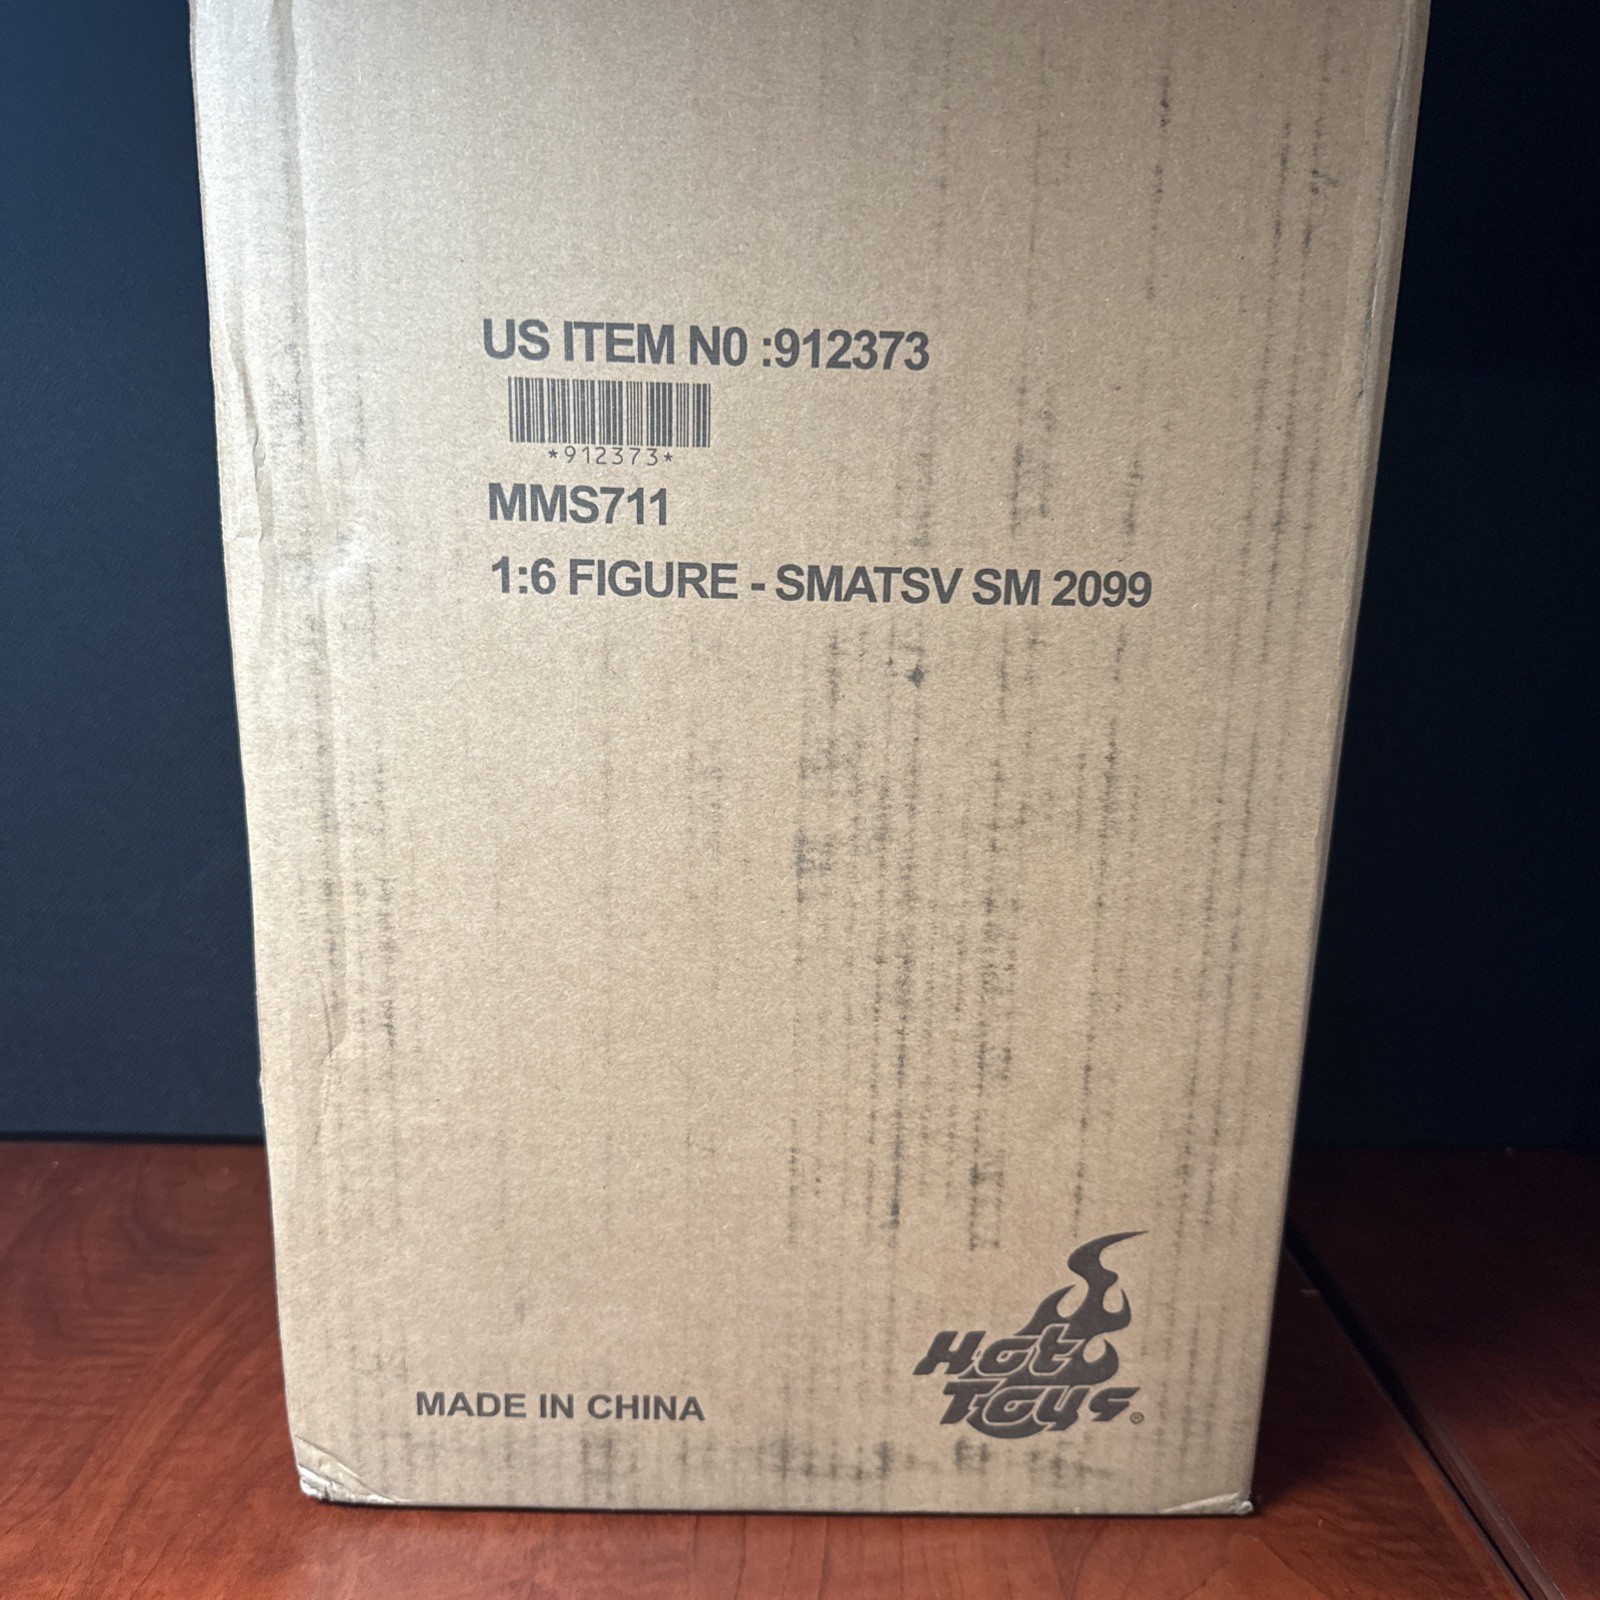 US ITEM N0 :912373
*912373*
MMS711
1:6 FIGURE - SMATSV SM 2099
MADE IN CHINA
Hot
Toys®